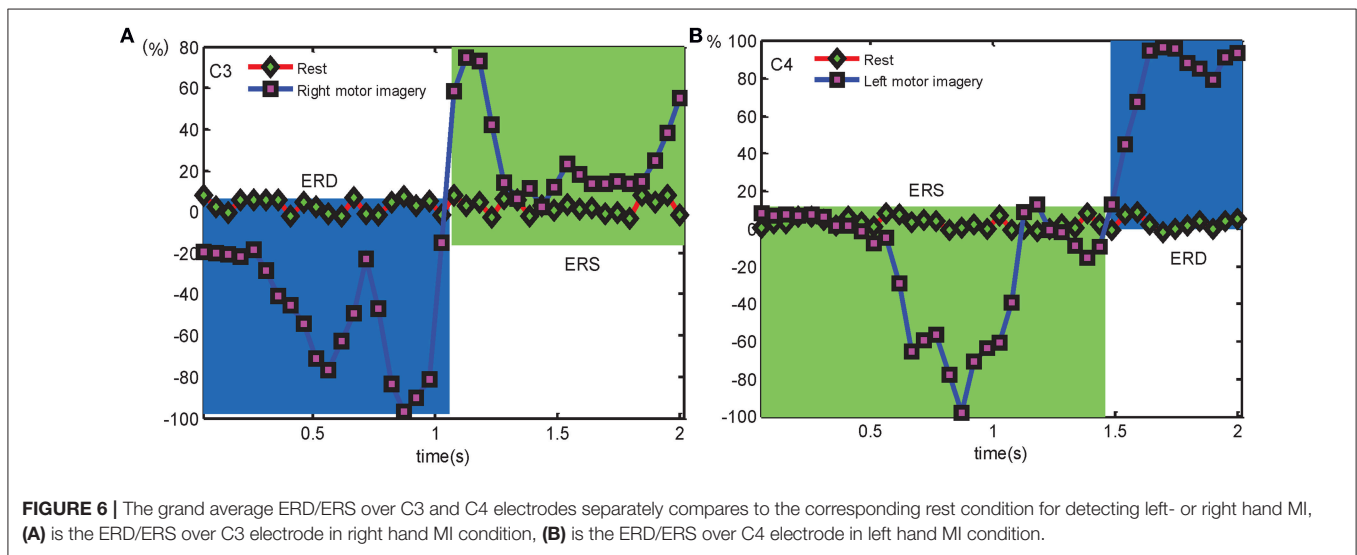 A
(%)
80
60
40
20
0
-20
-40
-60
-80
-100
C3
Rest
Right motor imagery
ERD
ERS
0.5
1
1.5
2
time(s)
B
%
100
80
60
40
20
0
-20
-40
-60
-80
-100
C4
Rest
Left motor imagery
ERS
ERD
0.5
1
1.5
2
time(s)
FIGURE 6 | The grand average ERD/ERS over C3 and C4 electrodes separately compares to the corresponding rest condition for detecting left- or right hand MI,
(A) is the ERD/ERS over C3 electrode in right hand MI condition, (B) is the ERD/ERS over C4 electrode in left hand MI condition.